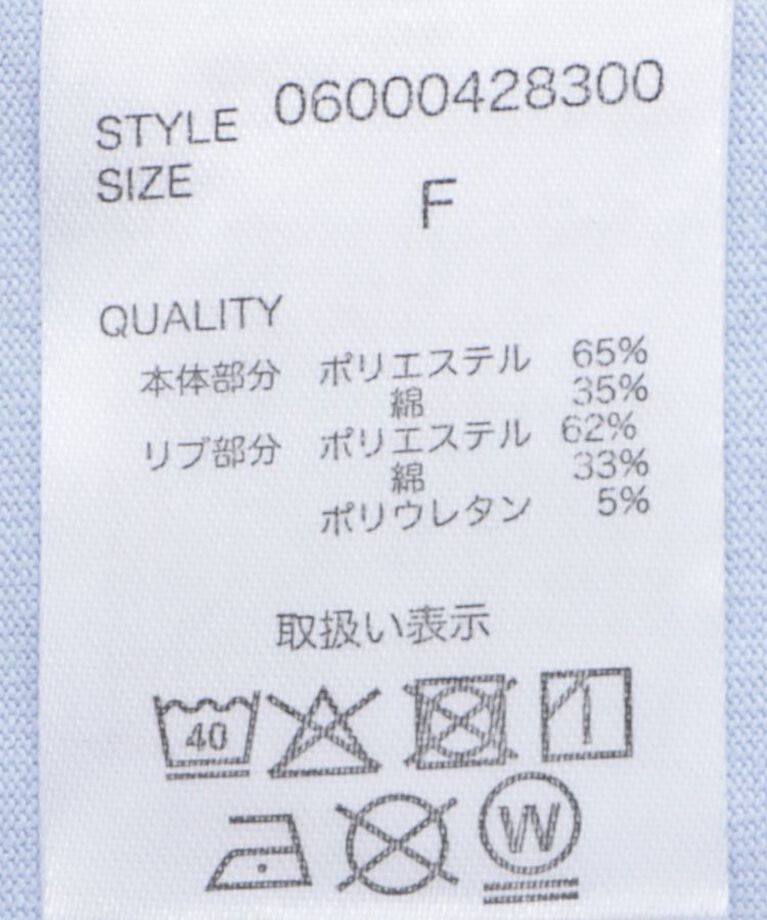 STYLE 06000428300
SIZE F
QUALITY
本体部分 ポリエステル 65%
綿 35%
リブ部分 ポリエステル 62%
綿 33%
ポリウレタン 5%
取扱い表示
40
W